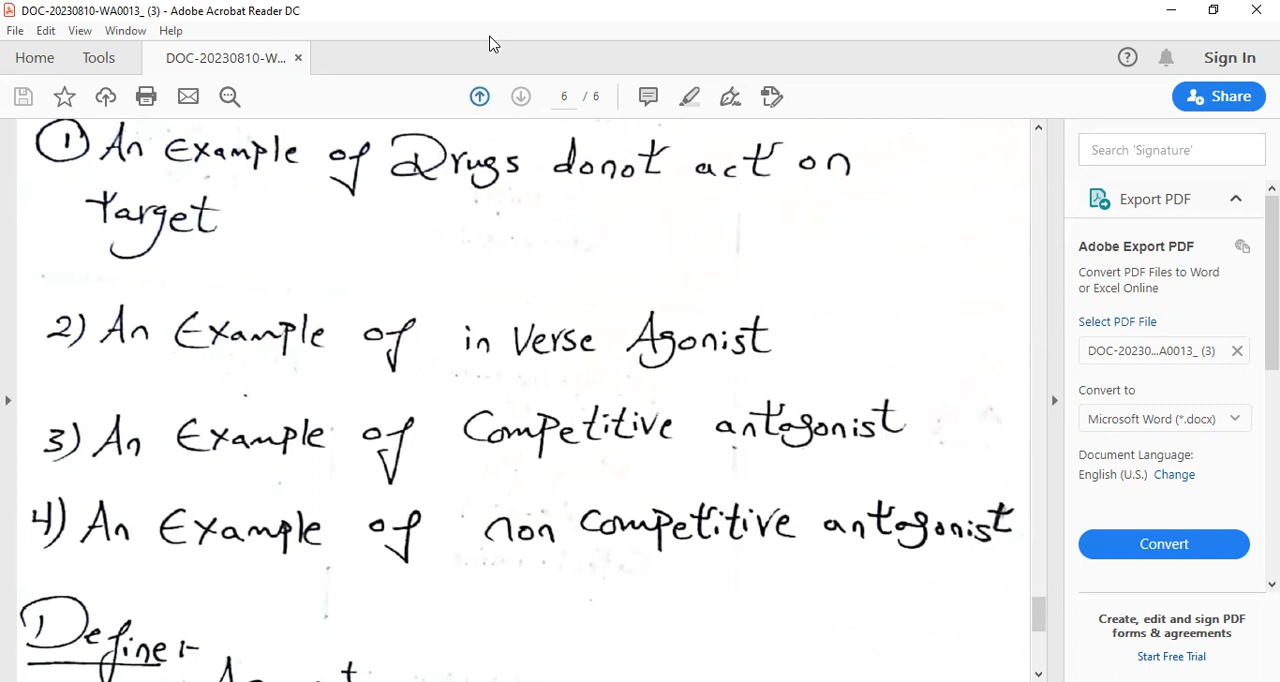 DOC-20230810-WA0013_ (3) - Adobe Acrobat Reader DC
File Edit View Window Help
Home Tools DOC-20230810-W... × Sign In
6 / 6 Share
① An Example of Drugs donot act on
target
2) An Example of inverse Agonist
3) An Example of Competitive antagonist
4) An Example of non competitive antagonist
Define:-
Search 'Signature'
Export PDF
Adobe Export PDF
Convert PDF Files to Word
or Excel Online
Select PDF File
DOC-20230...A0013_ (3)
Convert to
Microsoft Word (*.docx)
Document Language:
English (U.S.) Change
Convert
Create, edit and sign PDF
forms & agreements
Start Free Trial